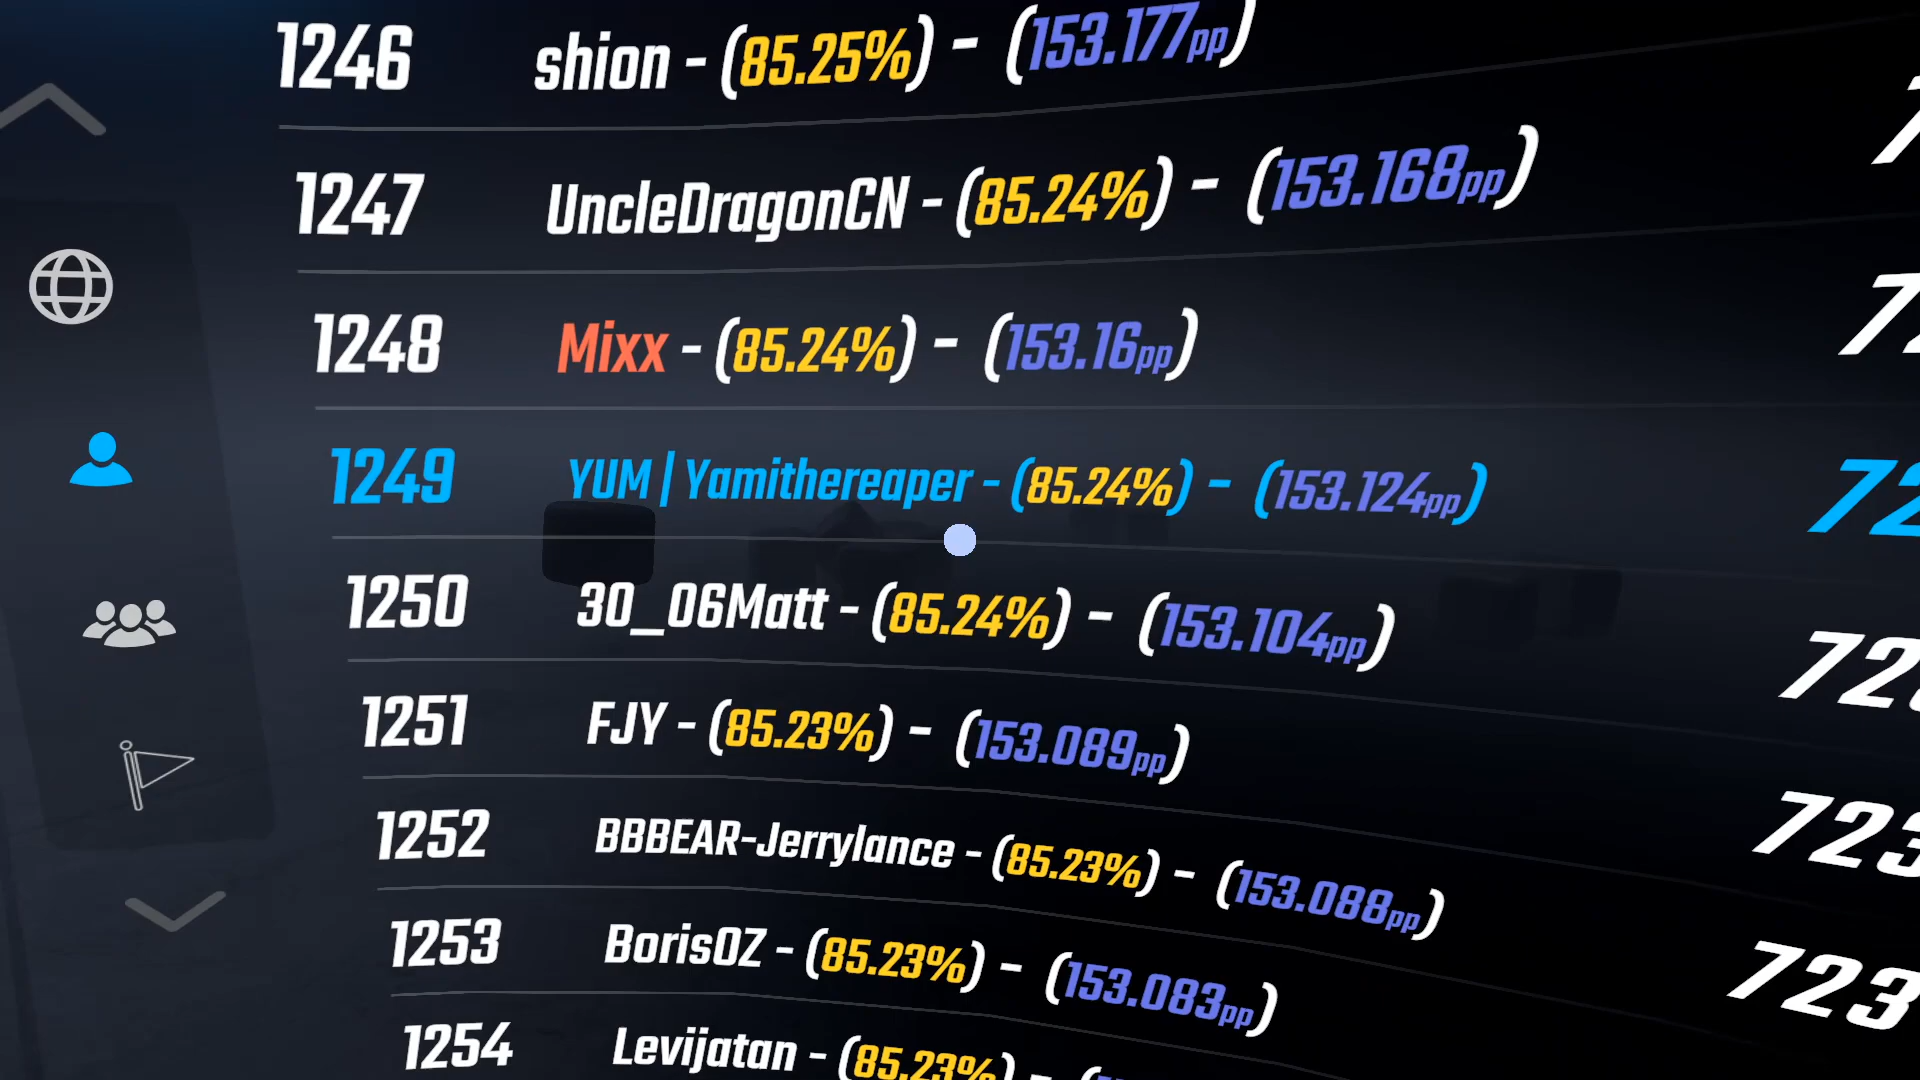 1246 shion - (85.25%) - (153.177pp)
1247 UncleDragonCN - (85.24%) - (153.168pp)
1248 Mixx - (85.24%) - (153.16pp)
1249 YUM | Yamithereaper - (85.24%) - (153.124pp)
1250 30_06Matt - (85.24%) - (153.104pp)
1251 FJY - (85.23%) - (153.089pp)
1252 BBBEAR-Jerrylance - (85.23%) - (153.088pp)
1253 BorisOZ - (85.23%) - (153.083pp)
1254 Levijatan - (85.23%) -